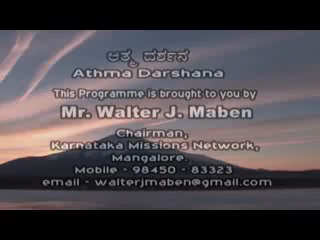 ಆತ್ಮ ದರ್ಶನ
Athma Darshana
This Programme is brought to you by
Mr. Walter J. Maben
Chairman,
Karnataka Missions Network,
Mangalore.
Mobile - 98450 - 83323
email - walterjmaben@gmail.com